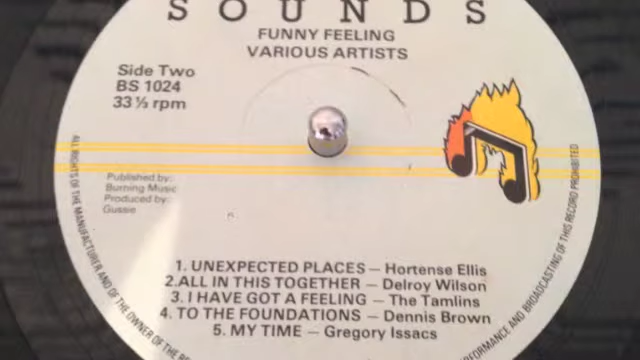 SOUNDS
FUNNY FEELING
VARIOUS ARTISTS
Side Two
BS 1024
33⅓ rpm
Published by:
Burning Music
Produced by:
Gussie
1. UNEXPECTED PLACES — Hortense Ellis
2.ALL IN THIS TOGETHER — Delroy Wilson
3. I HAVE GOT A FEELING — The Tamlins
4. TO THE FOUNDATIONS — Dennis Brown
5. MY TIME — Gregory Issacs
ALL RIGHTS OF THE MANUFACTURER AND OF THE OWNER OF THE
PERFORMANCE AND BROADCASTING OF THIS RECORD PROHIBITED